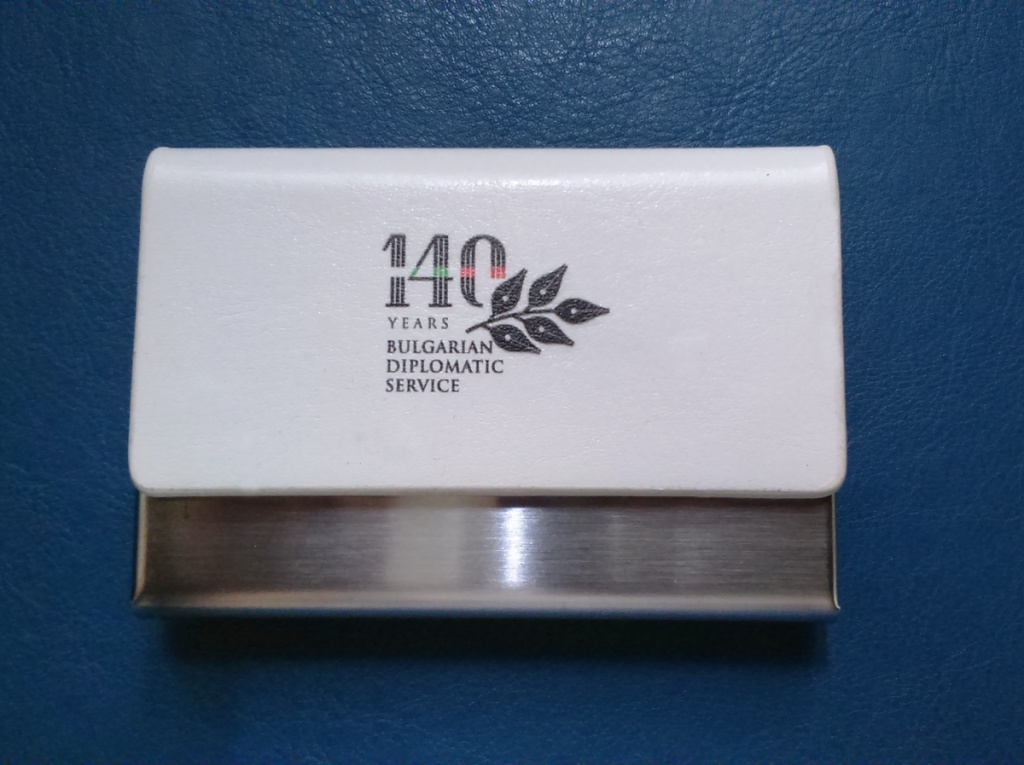 140
YEARS
BULGARIAN
DIPLOMATIC
SERVICE